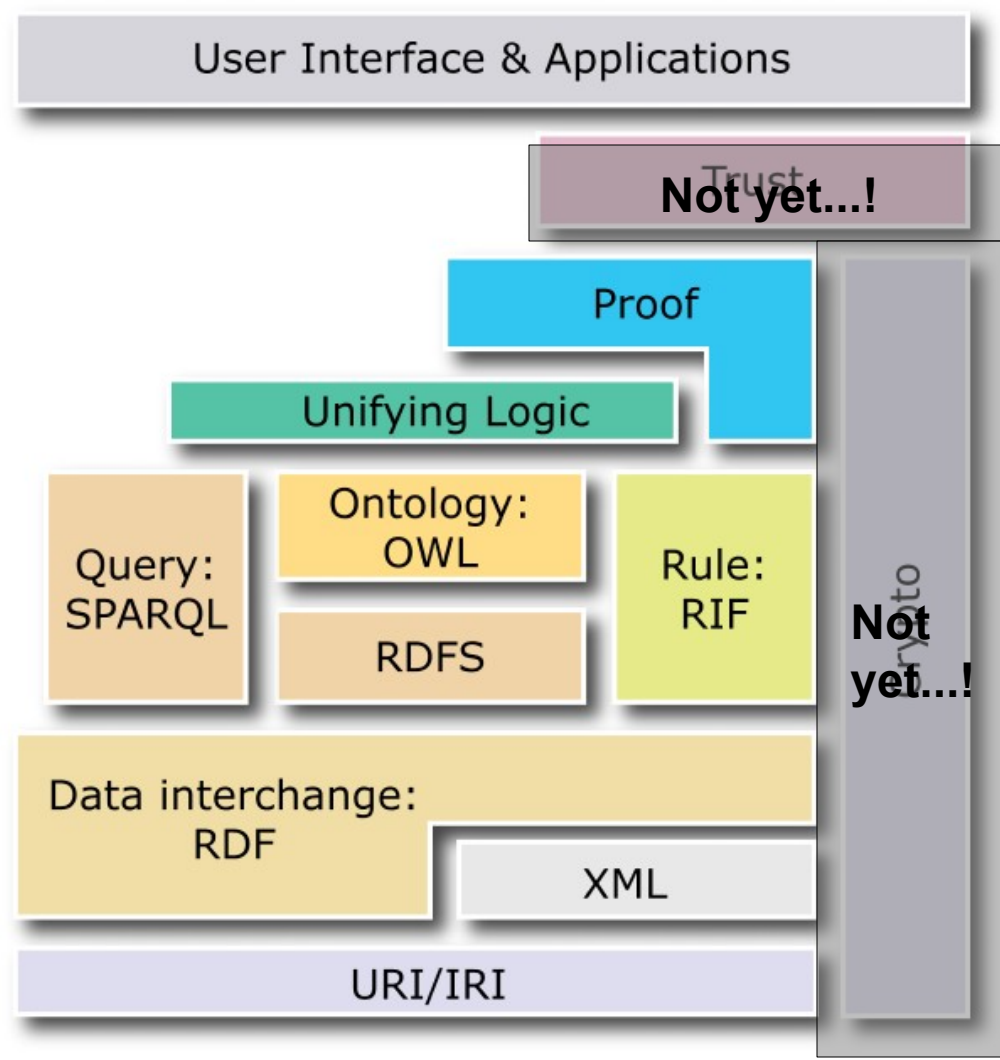 User Interface & Applications
Trust
Not yet...!
Proof
Unifying Logic
Query:
SPARQL
Ontology:
OWL
RDFS
Rule:
RIF
Crypto
Not
yet...!
Data interchange:
RDF
XML
URI/IRI